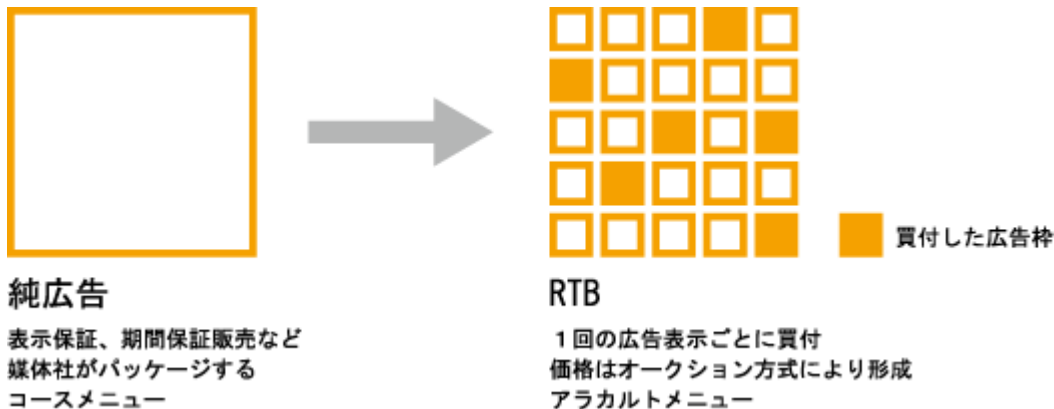 買付した広告枠
純広告
表示保証、期間保証販売など
媒体社がパッケージする
コースメニュー
RTB
１回の広告表示ごとに買付
価格はオークション方式により形成
アラカルトメニュー